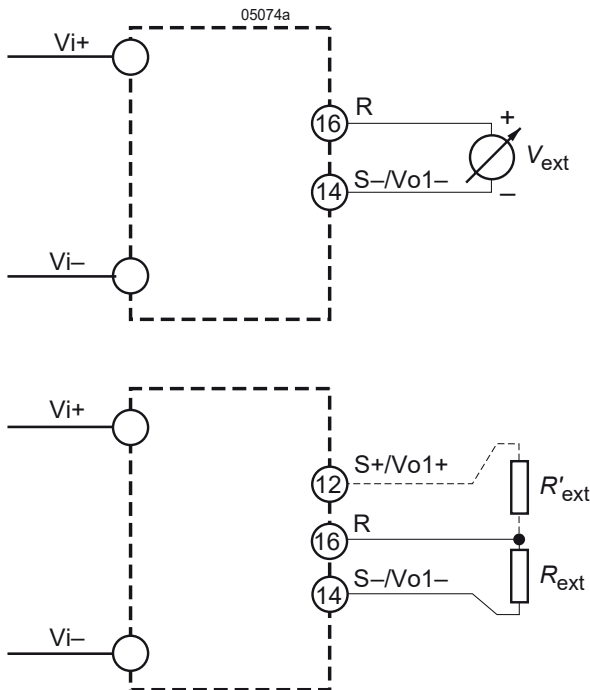 05074a
Vi+
16 R
+
Vext
14 S–/Vo1–
–
Vi–
Vi+
12 S+/Vo1+
R'ext
16 R
14 S–/Vo1–
Rext
Vi–